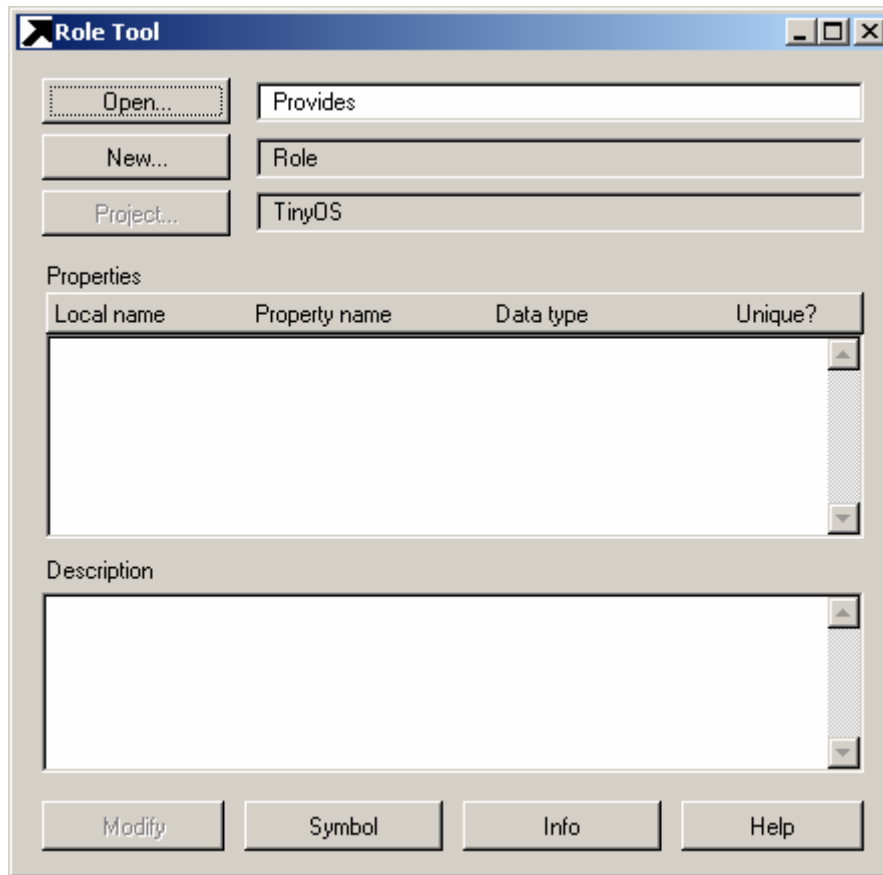 Role Tool
Open... Provides
New... Role
Project... TinyOS
Properties
Local name Property name Data type Unique?
Description
Modify Symbol Info Help